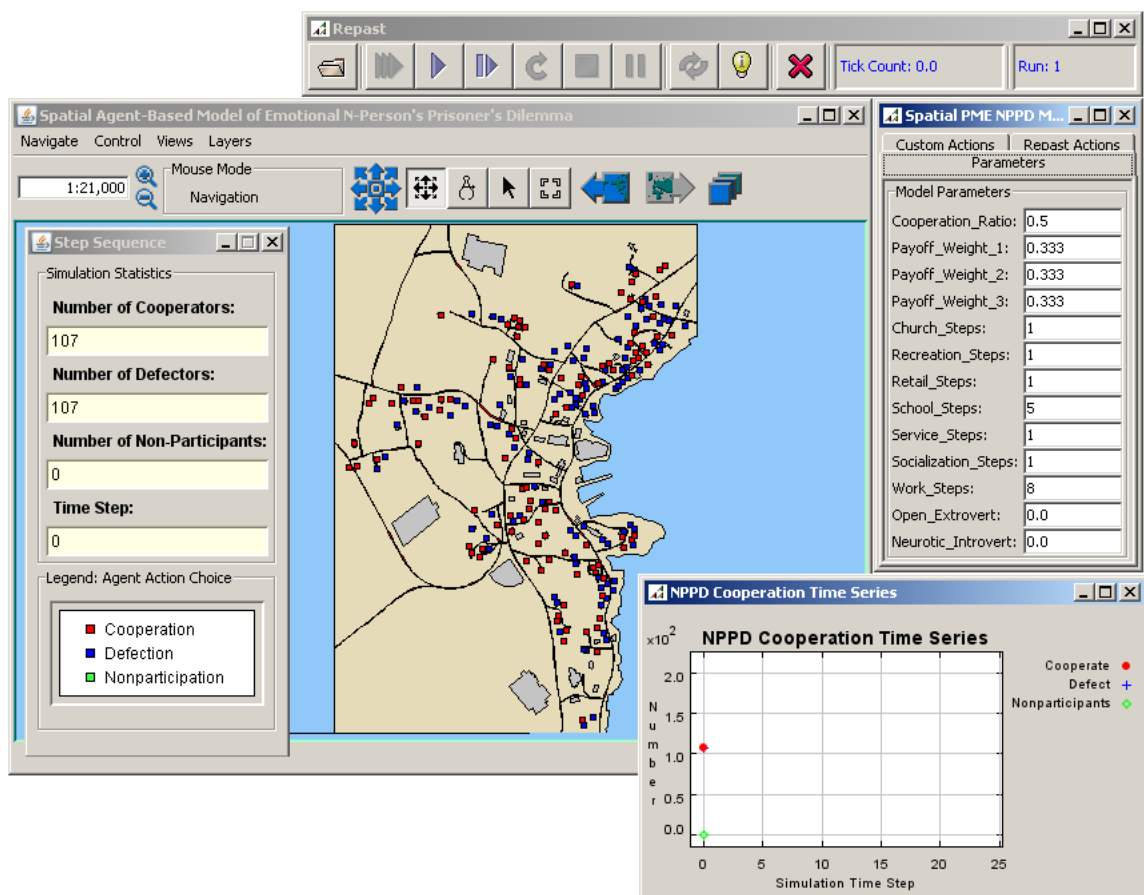 Repast
Tick Count: 0.0
Run: 1
Spatial Agent-Based Model of Emotional N-Person's Prisoner's Dilemma
Navigate Control Views Layers
1:21,000
Mouse Mode
Navigation
Step Sequence
Simulation Statistics
Number of Cooperators:
107
Number of Defectors:
107
Number of Non-Participants:
0
Time Step:
0
Legend: Agent Action Choice
Cooperation
Defection
Nonparticipation
Spatial PME NPPD M...
Custom Actions Repast Actions
Parameters
Model Parameters
Cooperation_Ratio: 0.5
Payoff_Weight_1: 0.333
Payoff_Weight_2: 0.333
Payoff_Weight_3: 0.333
Church_Steps: 1
Recreation_Steps: 1
Retail_Steps: 1
School_Steps: 5
Service_Steps: 1
Socialization_Steps: 1
Work_Steps: 8
Open_Extrovert: 0.0
Neurotic_Introvert: 0.0
NPPD Cooperation Time Series
x10²
NPPD Cooperation Time Series
2.0
1.5
1.0
0.5
0.0
Number
0 5 10 15 20 25
Simulation Time Step
Cooperate
Defect
Nonparticipants